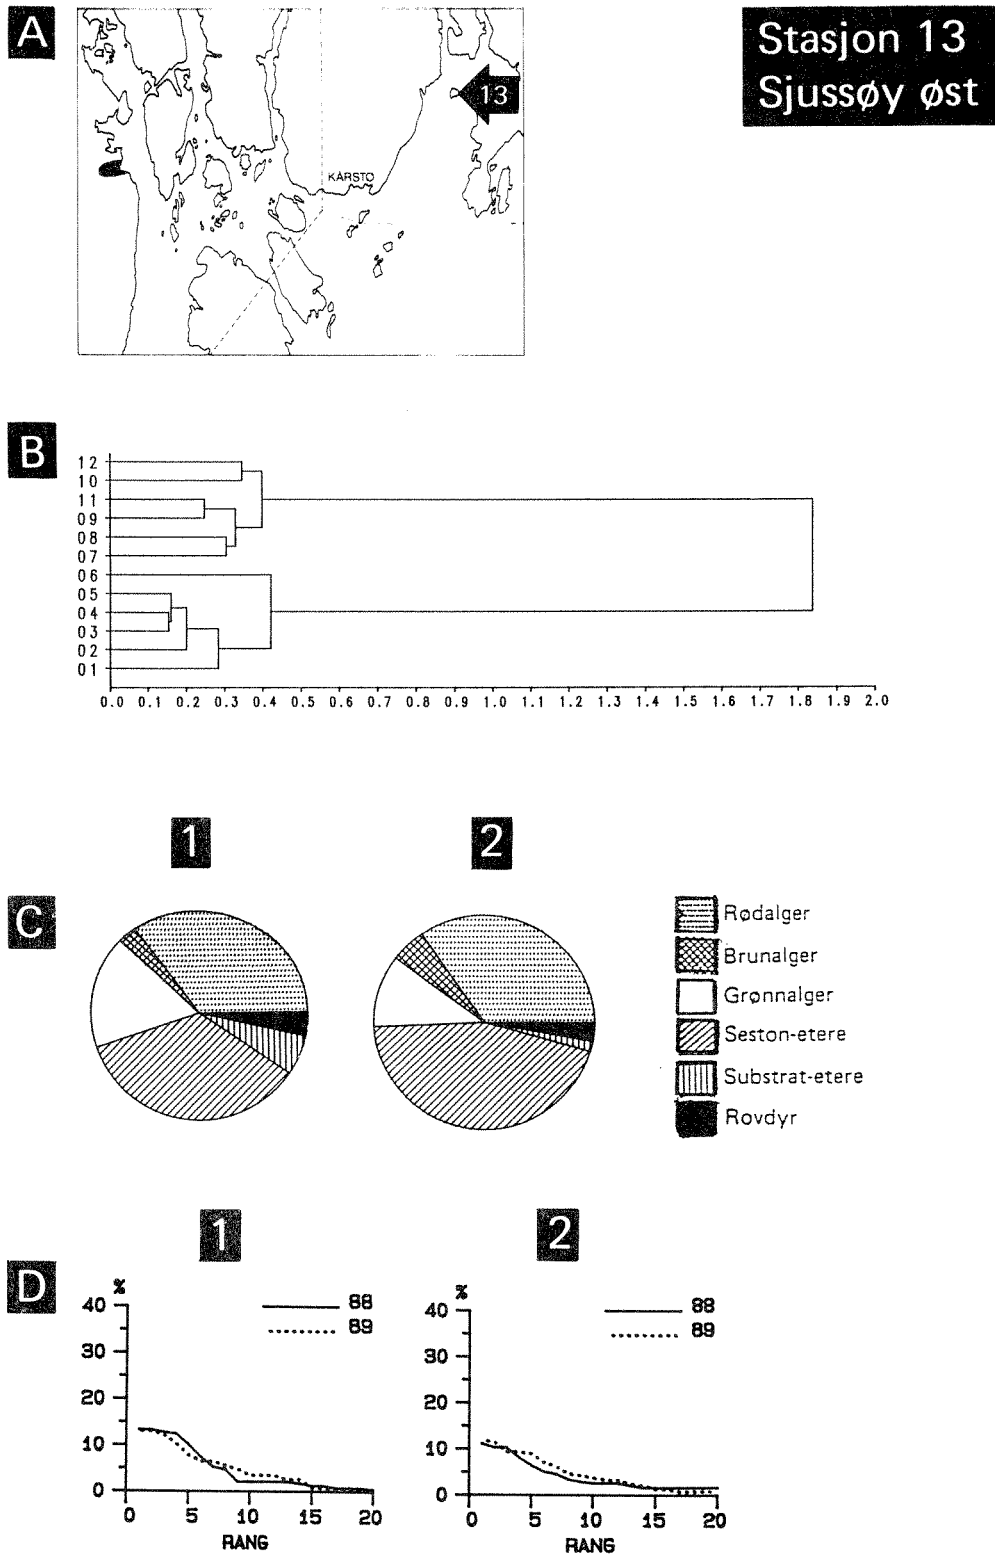 A
Stasjon 13
Sjussøy øst
13
KÅRSTØ
B
12
10
11
09
08
07
06
05
04
03
02
01
0.0 0.1 0.2 0.3 0.4 0.5 0.6 0.7 0.8 0.9 1.0 1.1 1.2 1.3 1.4 1.5 1.6 1.7 1.8 1.9 2.0
1 2
C
Rødalger
Brunalger
Grønnalger
Seston-etere
Substrat-etere
Rovdyr
1 2
D
%
40
30
20
10
0
88
89
0 5 10 15 20
RANG
%
40
30
20
10
0
88
89
0 5 10 15 20
RANG